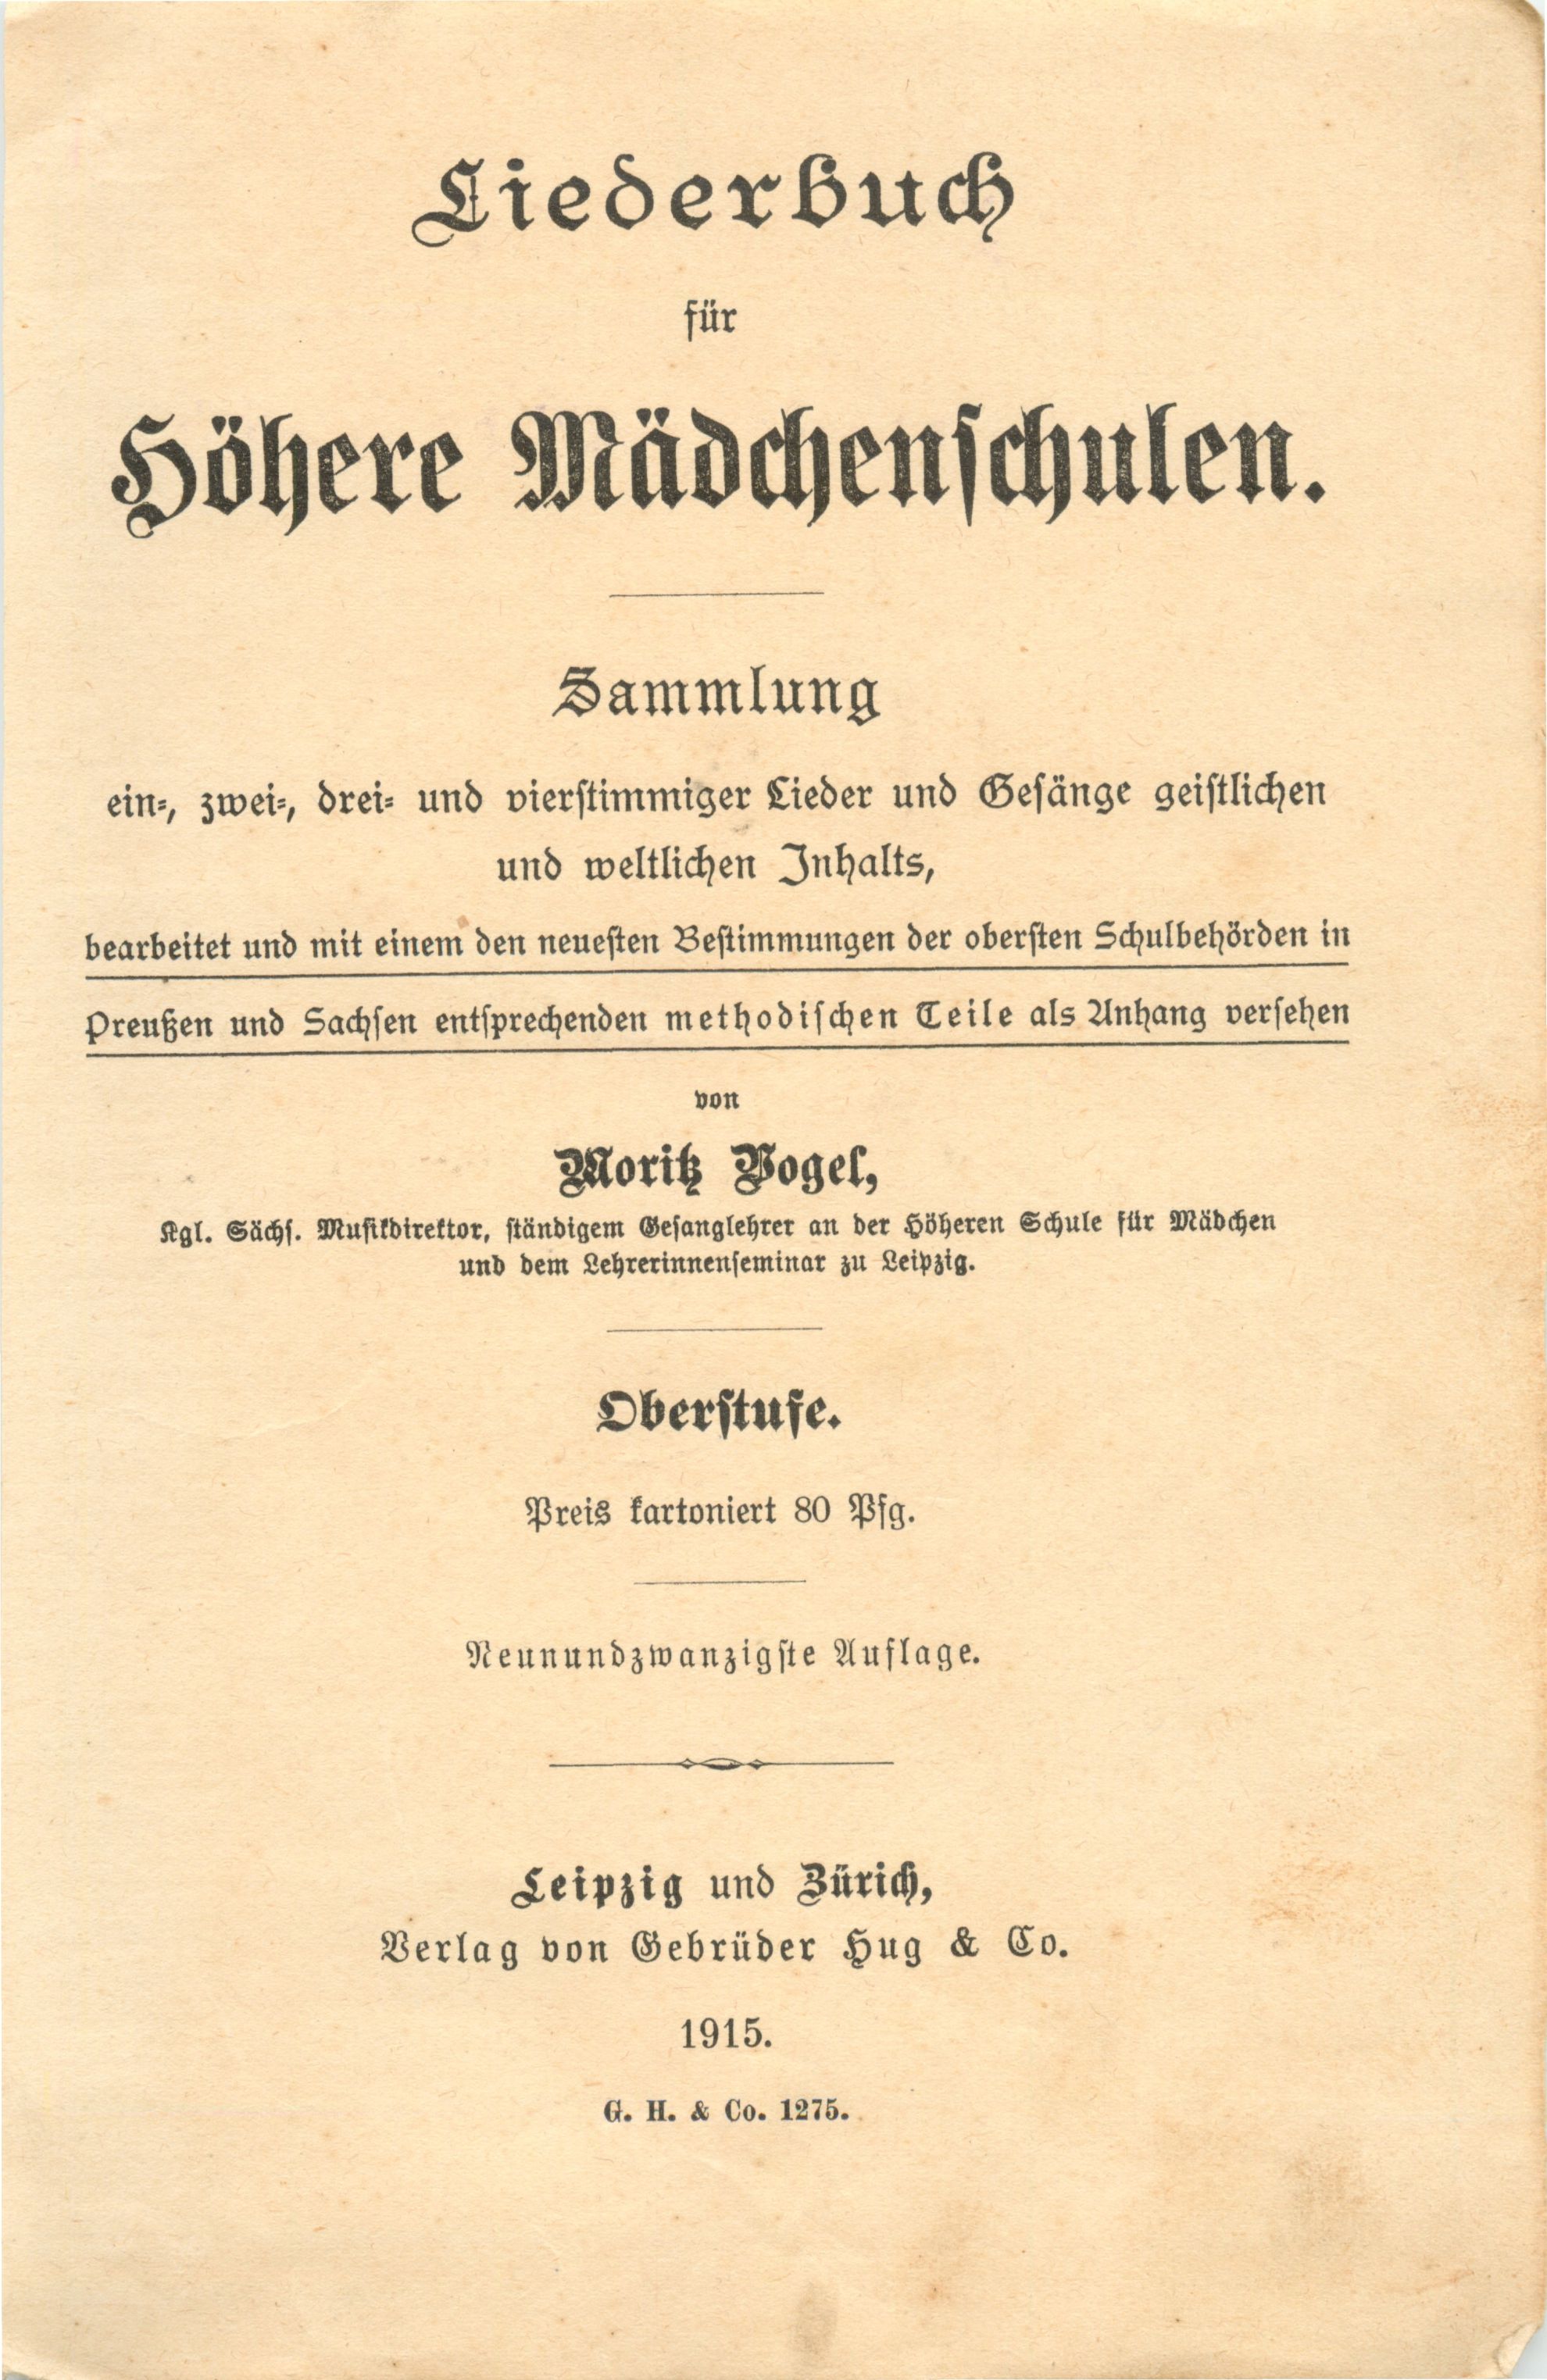 Liederbuch
für
Höhere Mädchenschulen.
Sammlung
ein-, zwei-, drei- und vierstimmiger Lieder und Gesänge geistlichen
und weltlichen Inhalts,
bearbeitet und mit einem den neuesten Bestimmungen der obersten Schulbehörden in
Preußen und Sachsen entsprechenden methodischen Teile als Anhang versehen
von
Moritz Vogel,
Kgl. Sächs. Musikdirektor, ständigem Gesanglehrer an der Höheren Schule für Mädchen
und dem Lehrerinnenseminar zu Leipzig.
Oberstufe.
Preis kartoniert 80 Pfg.
Neunundzwanzigste Auflage.
Leipzig und Zürich,
Verlag von Gebrüder Hug & Co.
1915.
G. H. & Co. 1275.